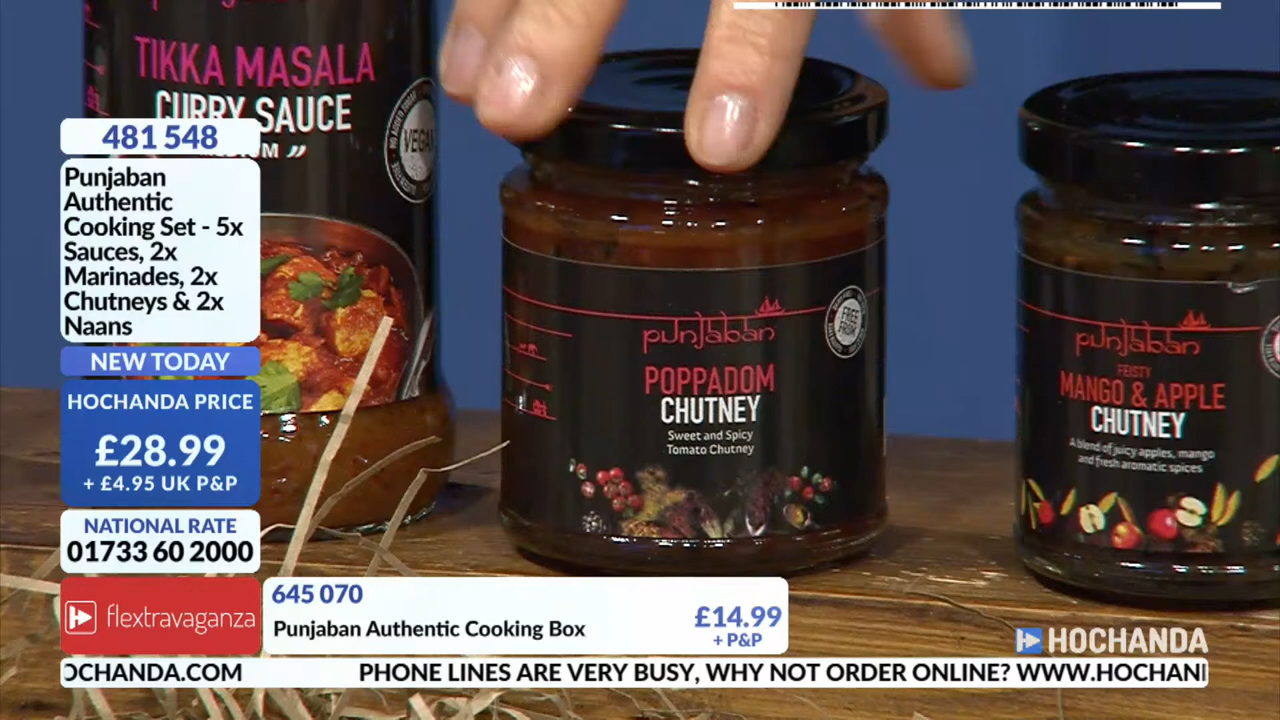 TIKKA MASALA
CURRY SAUCE
VEGAN
481 548
Punjaban
Authentic
Cooking Set - 5x
Sauces, 2x
Marinades, 2x
Chutneys & 2x
Naans
NEW TODAY
HOCHANDA PRICE
£28.99
+ £4.95 UK P&P
NATIONAL RATE
01733 60 2000
flextravaganza
punjaban
POPPADOM
CHUTNEY
Sweet and Spicy
Tomato Chutney
FREE
FROM
punjaban
FEISTY
MANGO & APPLE
CHUTNEY
A blend of juicy apples, mango
and fresh aromatic spices
645 070
Punjaban Authentic Cooking Box
£14.99
+ P&P
HOCHANDA
OCHANDA.COM PHONE LINES ARE VERY BUSY, WHY NOT ORDER ONLINE? WWW.HOCHAN